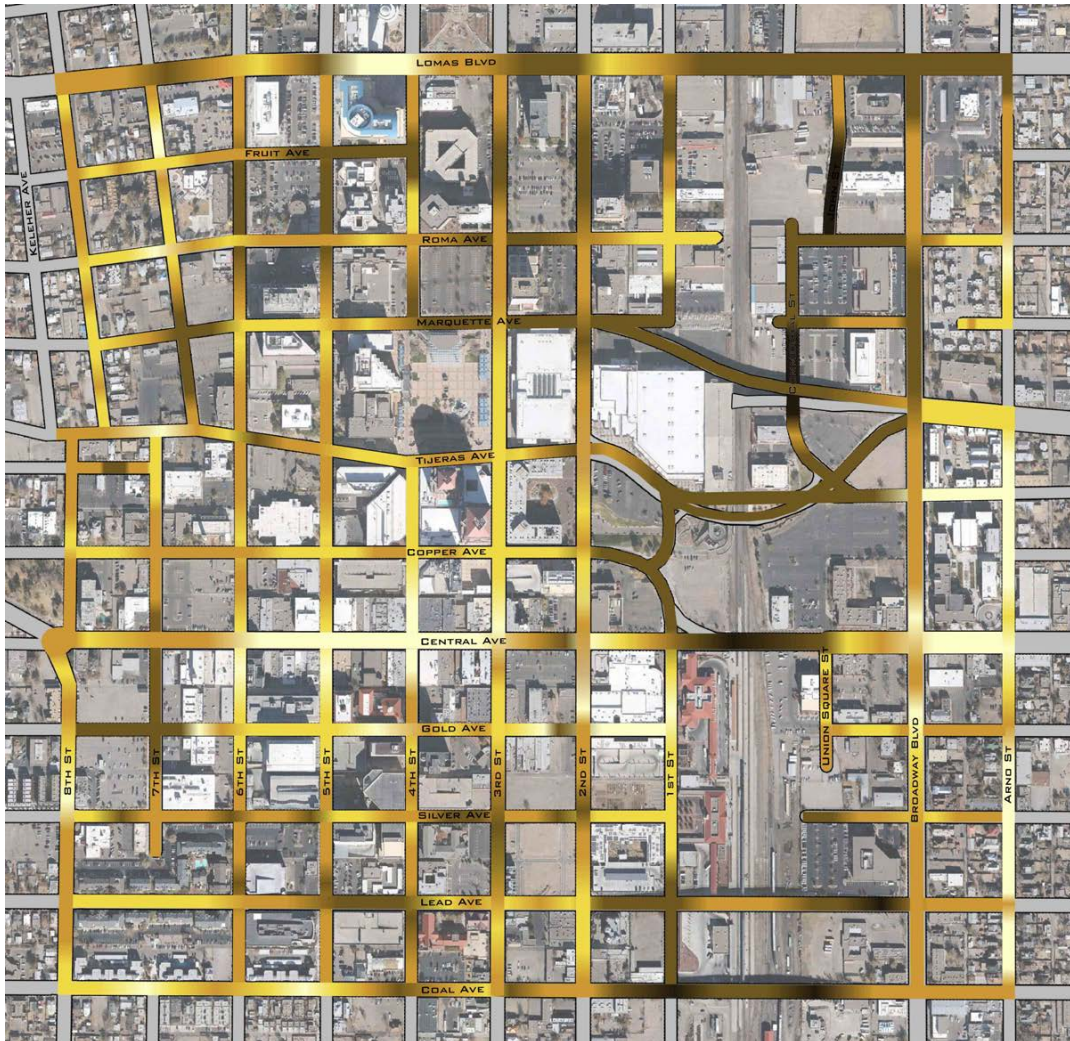 LOMAS BLVD
FRUIT AVE
KELEHER AVE
ROMA AVE
MARQUETTE AVE
TIJERAS AVE
COPPER AVE
CENTRAL AVE
UNION SQUARE ST
GOLD AVE
8TH ST
7TH ST
6TH ST
5TH ST
4TH ST
3RD ST
2ND ST
1ST ST
BROADWAY BLVD
ARNO ST
SILVER AVE
LEAD AVE
COAL AVE